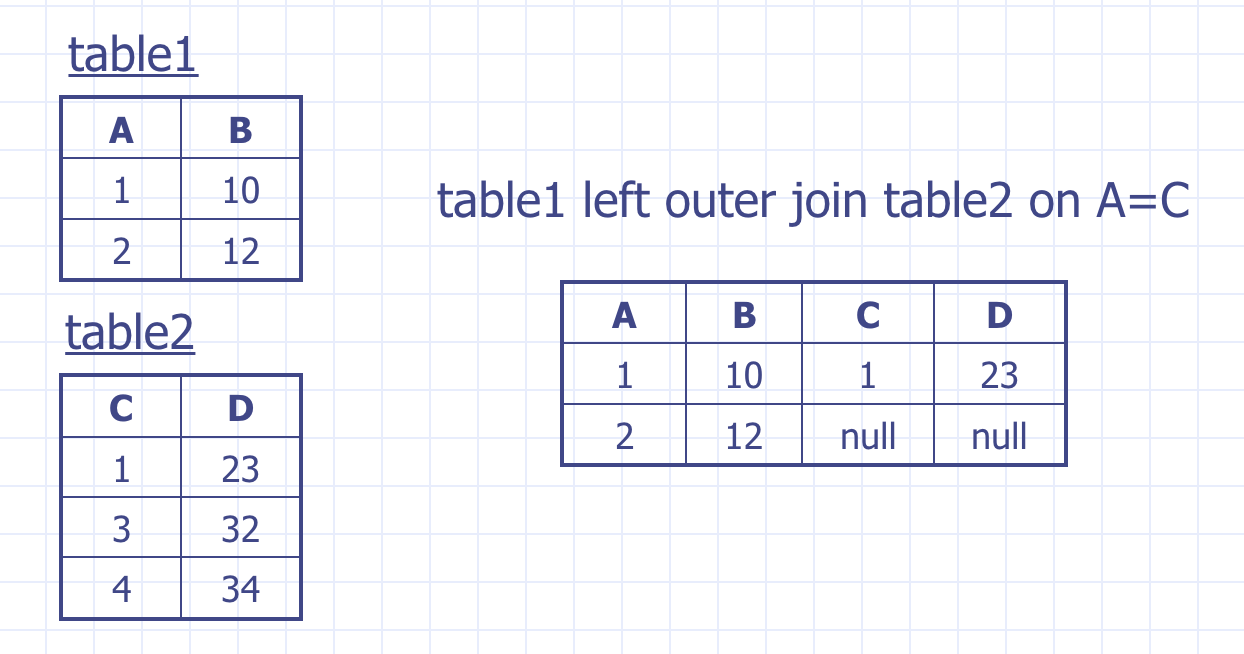 table1
A B
1 10
2 12
table2
C D
1 23
3 32
4 34
table1 left outer join table2 on A=C
A B C D
1 10 1 23
2 12 null null